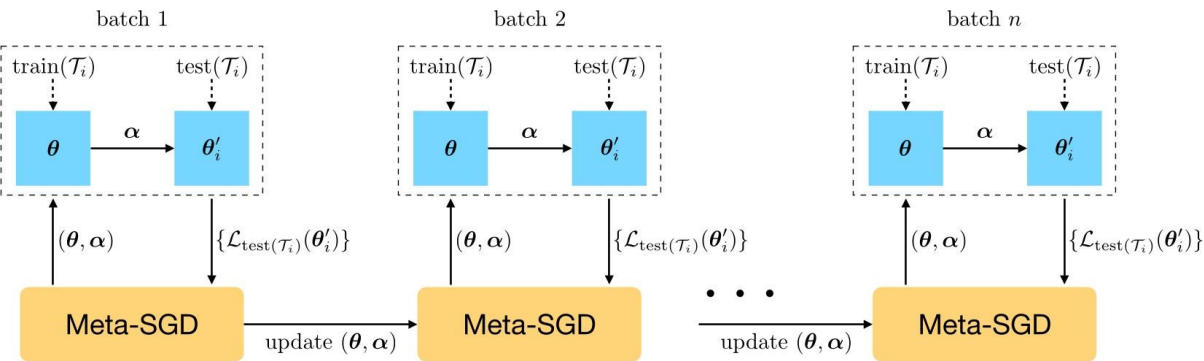 batch 1
batch 2
batch n
train(𝒯ᵢ) test(𝒯ᵢ)
train(𝒯ᵢ) test(𝒯ᵢ)
train(𝒯ᵢ) test(𝒯ᵢ)
θ α θ′ᵢ
θ α θ′ᵢ
θ α θ′ᵢ
(θ, α) {ℒ_test(𝒯ᵢ)(θ′ᵢ)}
(θ, α) {ℒ_test(𝒯ᵢ)(θ′ᵢ)}
(θ, α) {ℒ_test(𝒯ᵢ)(θ′ᵢ)}
Meta-SGD
update (θ, α)
Meta-SGD
• • •
update (θ, α)
Meta-SGD